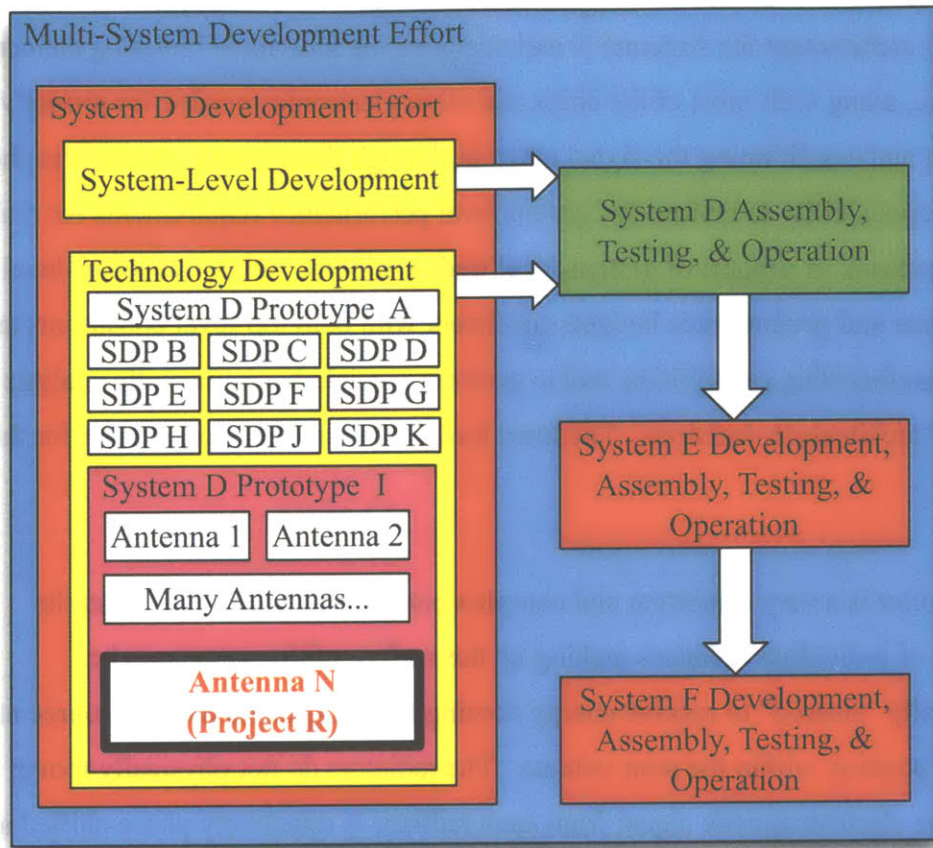 Multi-System Development Effort
System D Development Effort
System-Level Development
System D Assembly,
Testing, & Operation
Technology Development
System D Prototype A
SDP B
SDP C
SDP D
SDP E
SDP F
SDP G
SDP H
SDP J
SDP K
System D Prototype I
Antenna 1
Antenna 2
Many Antennas...
Antenna N
(Project R)
System E Development,
Assembly, Testing, &
Operation
System F Development,
Assembly, Testing, &
Operation